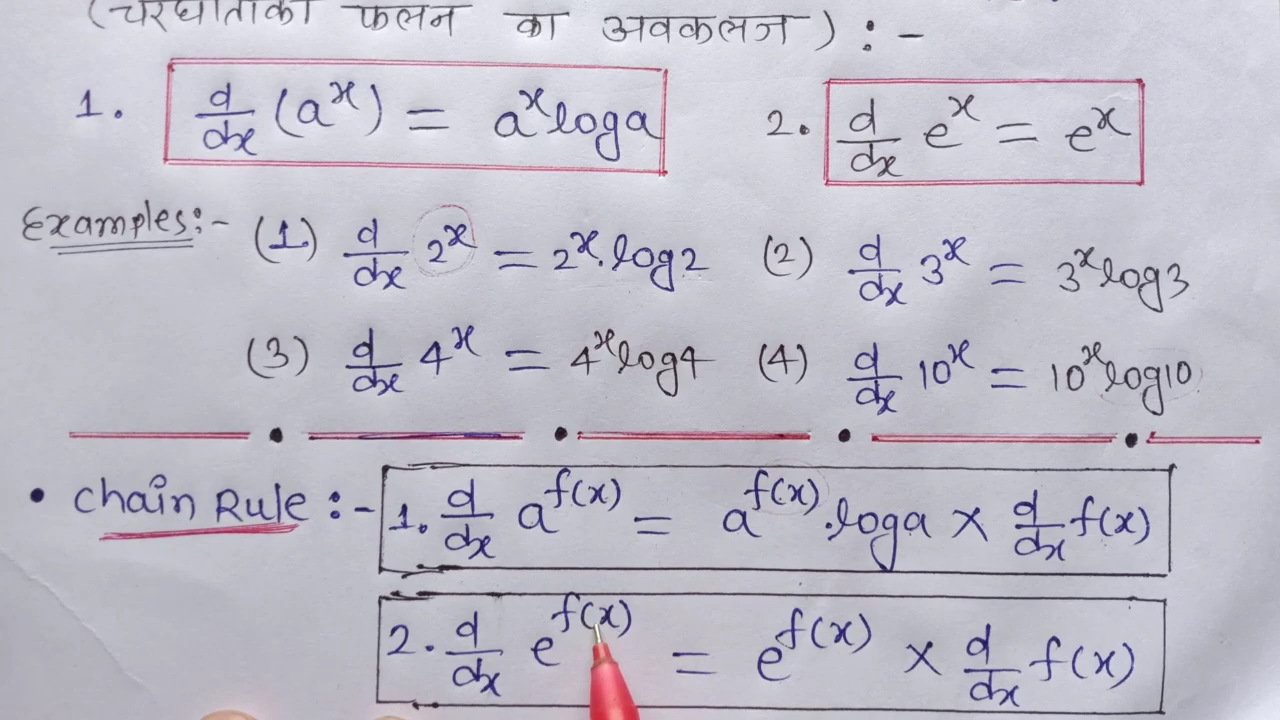 (चरघातांकी फलन का अवकलज) : -
1. d/dx (a^x) = a^x log a 2. d/dx e^x = e^x
Examples:- (1) d/dx 2^x = 2^x. log2 (2) d/dx 3^x = 3^x log3
(3) d/dx 4^x = 4^x log4 (4) d/dx 10^x = 10^x log10
• Chain Rule :- 1. d/dx a^f(x) = a^f(x) . log a × d/dx f(x)
2. d/dx e^f(x) = e^f(x) × d/dx f(x)